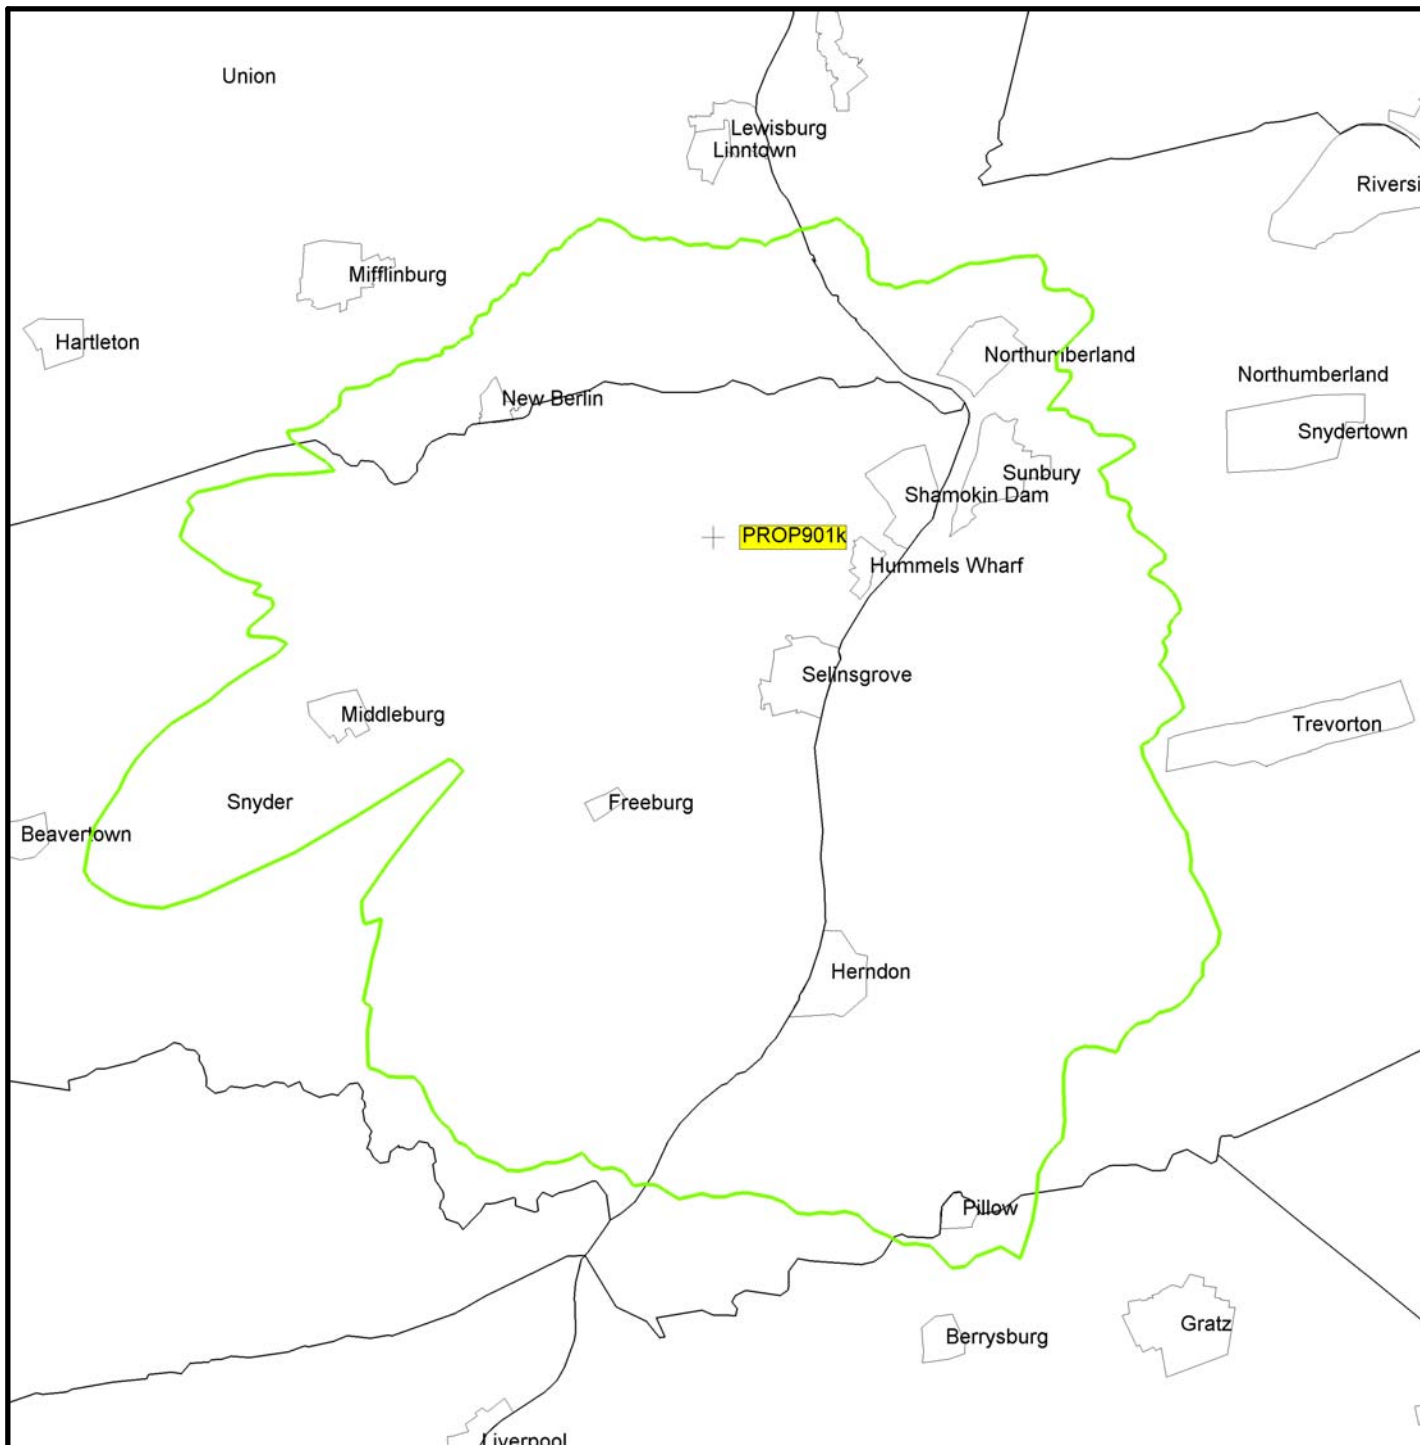 Union
Lewisburg
Linntown
Riversi
Mifflinburg
Hartleton
Northumberland
Northumberland
New Berlin
Snydertown
Sunbury
Shamokin Dam
PROP901k
Hummels Wharf
Selinsgrove
Middleburg
Trevorton
Snyder
Freeburg
Beavertown
Herndon
Pillow
Gratz
Berrysburg
Liverpool